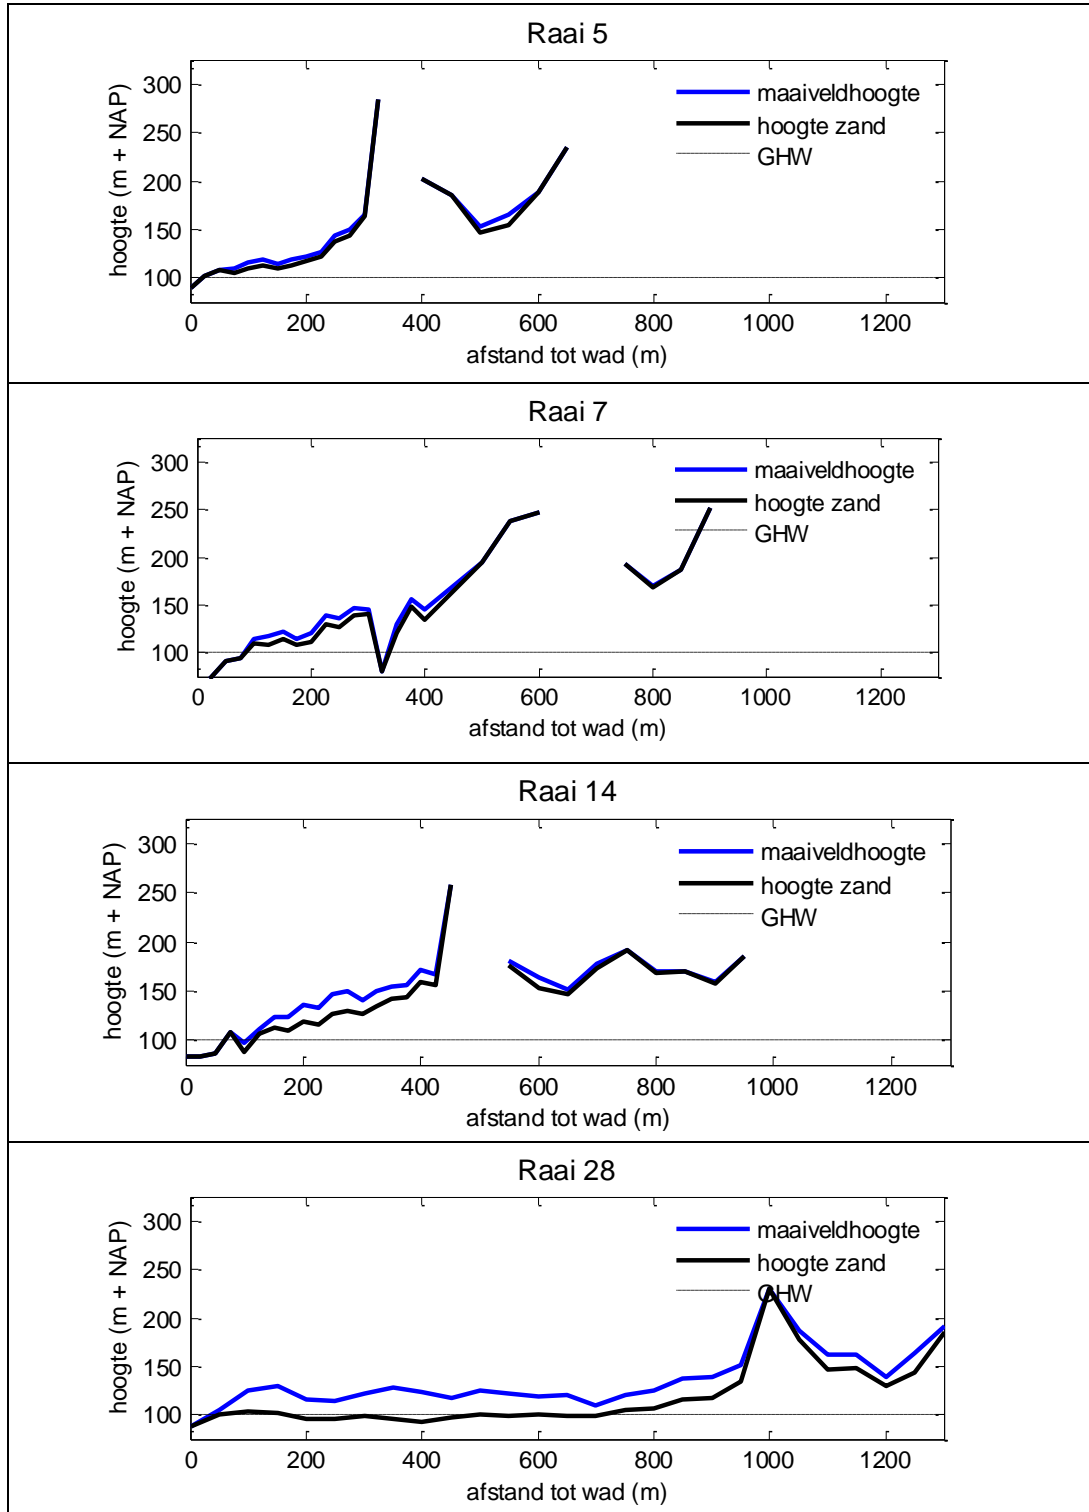 Raai 5
300
250
200
150
100
hoogte (m + NAP)
maaiveldhoogte
hoogte zand
GHW
0 200 400 600 800 1000 1200
afstand tot wad (m)
Raai 7
300
250
200
150
100
hoogte (m + NAP)
maaiveldhoogte
hoogte zand
GHW
0 200 400 600 800 1000 1200
afstand tot wad (m)
Raai 14
300
250
200
150
100
hoogte (m + NAP)
maaiveldhoogte
hoogte zand
GHW
0 200 400 600 800 1000 1200
afstand tot wad (m)
Raai 28
300
250
200
150
100
hoogte (m + NAP)
maaiveldhoogte
hoogte zand
GHW
0 200 400 600 800 1000 1200
afstand tot wad (m)